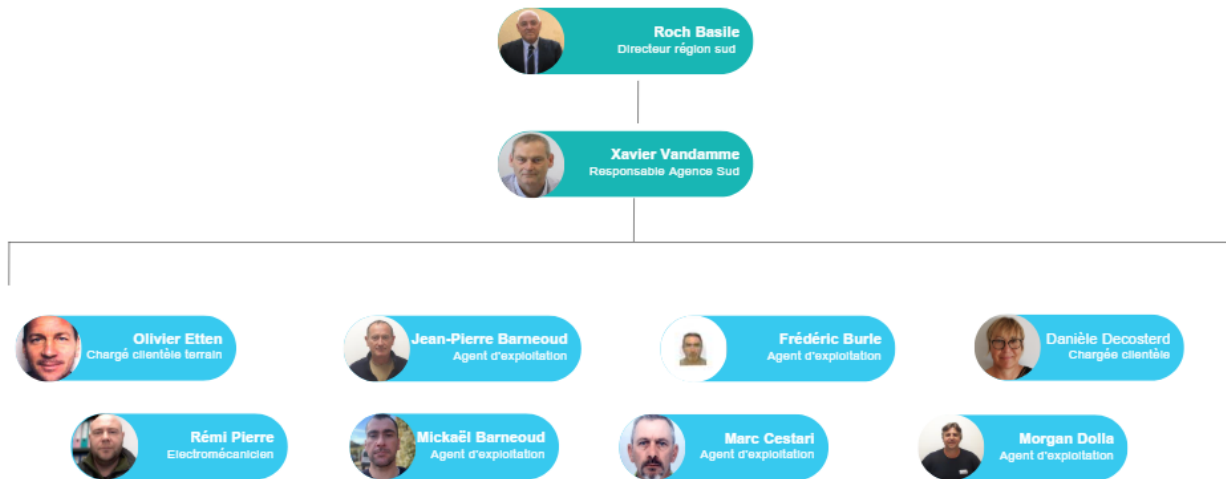 Roch Basile
Directeur région sud
Xavier Vandamme
Responsable Agence Sud
Olivier Etten
Chargé clientèle terrain
Jean-Pierre Barneoud
Agent d'exploitation
Frédéric Burle
Agent d'exploitation
Danièle Decosterd
Chargée clientèle
Rémi Pierre
Electromécanicien
Mickaël Barneoud
Agent d'exploitation
Marc Cestari
Agent d'exploitation
Morgan Dolla
Agent d'exploitation